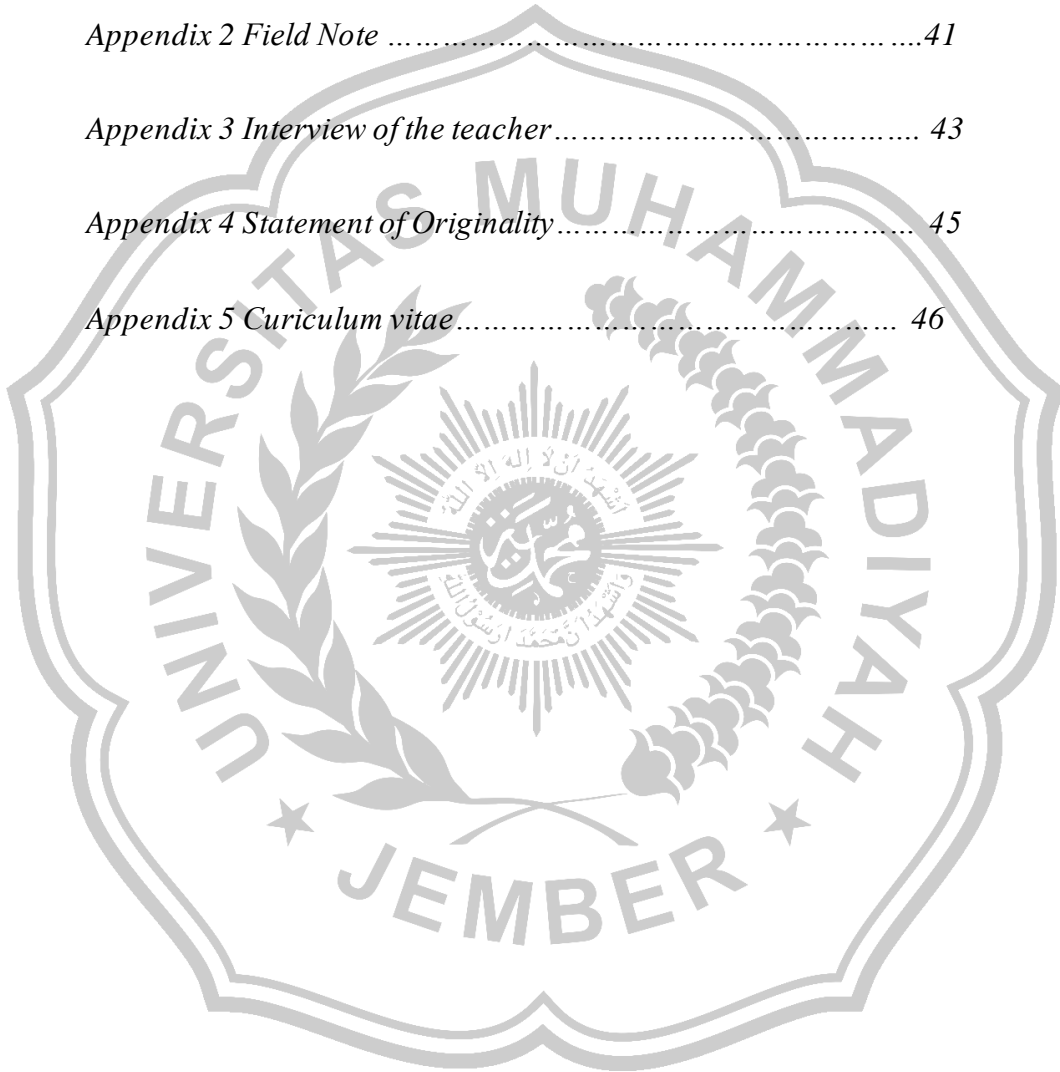 Appendix 2 Field Note ………………………………………………….41
Appendix 3 Interview of the teacher………………………………… 43
Appendix 4 Statement of Originality………………………………… 45
Appendix 5 Curiculum vitae………………………………………… 46
UNIVERSITAS MUHAMMADIYAH
JEMBER